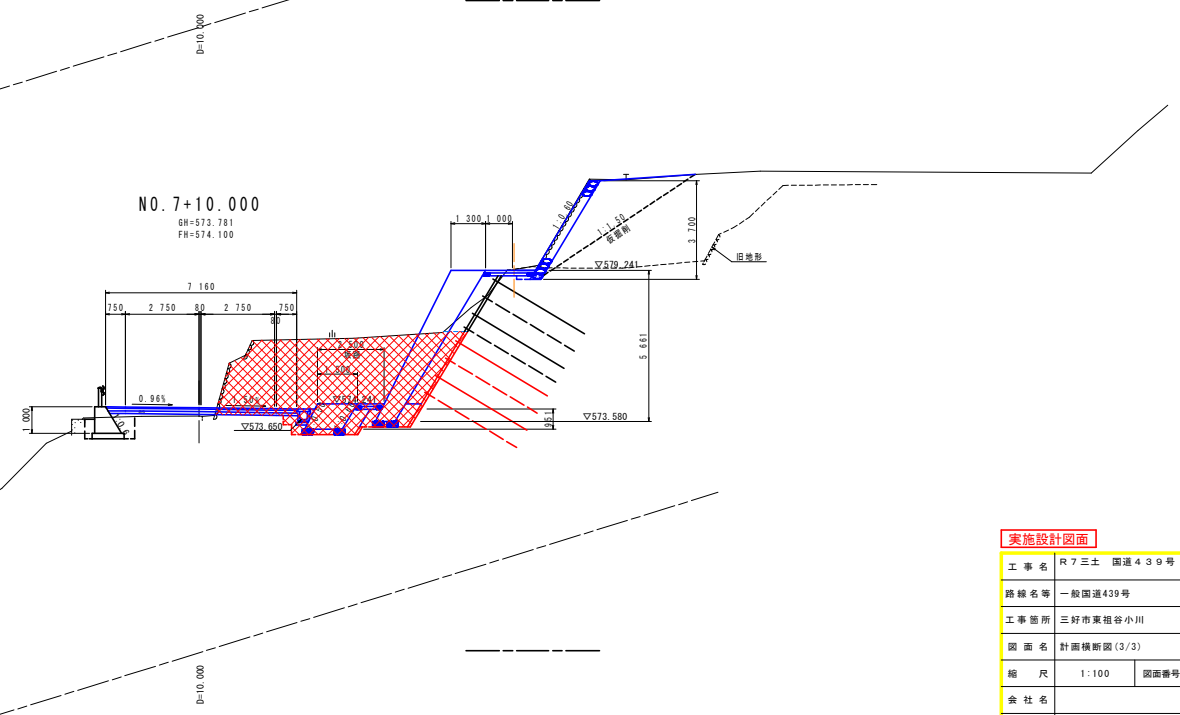 D=10.000
NO.7+10.000
GH=573.781
FH=574.100
1:0.60
1:1.50
仮掘削
3 700
旧地形
1 300
1 000
▽579.241
7 160
750
2 750
80
2 750
750
80
2 500
1 500
5 661
0.96%
1.50%
▽574.241
1 000
▽573.650
951
▽573.580
D=10.000
実施設計図面
工事名 R7三土 国道439号
路線名等 一般国道439号
工事箇所 三好市東祖谷小川
図面名 計画横断図(3/3)
縮尺 1:100 図面番号
会社名